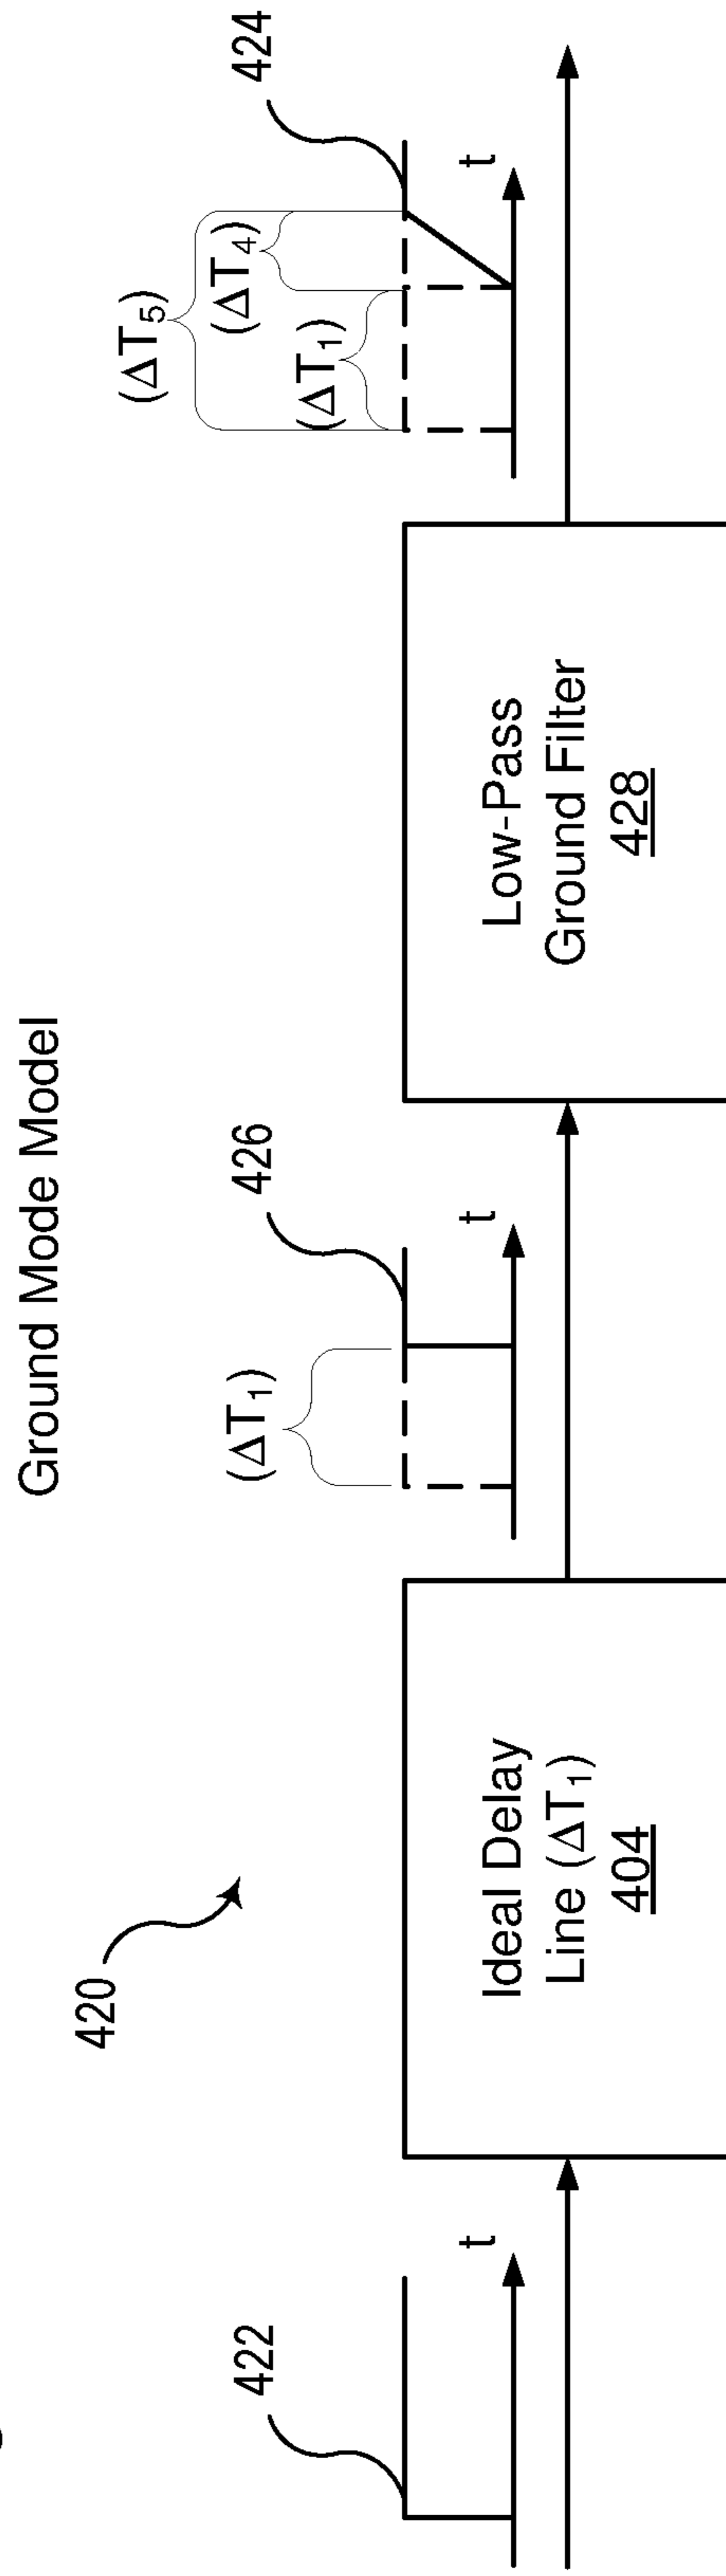 Ground Mode Model
420
422
t
Ideal Delay
Line (ΔT₁)
404
(ΔT₁)
426
t
Low-Pass
Ground Filter
428
(ΔT₅)
(ΔT₄)
(ΔT₁)
424
t